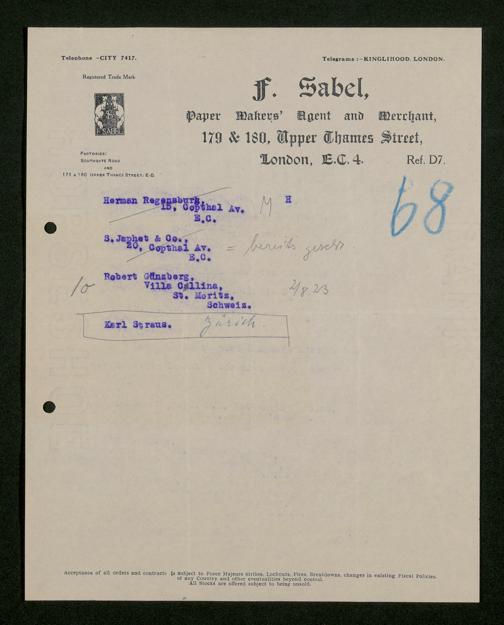 Telephone –CITY 7417.
Telegrams :–KINGLIHOOD, LONDON.
Registered Trade Mark
F. Sabel,
Paper Makers' Agent and Merchant,
179 & 180, Upper Thames Street,
London, E.C. 4.
Ref. D7.
FACTORIES:
SOUTHGATE ROAD
AND
179 & 180 UPPER THAMES STREET, E.C.
68
Herman Regensburg, H
15, Copthal Av.
E.C.
S.Japhet & Co.,
20, Copthal Av. = bereits
E.C.
10 Robert Günzberg,
Villa Collina, 2/8 23
St. Moritz,
Schweiz.
Karl Straus. Zürich.
Acceptance of all orders and contracts is subject to Force Majeure strikes, Lockouts, Fires, Breakdowns, changes in existing Fiscal Policies,
of any Country and other eventualities beyond control.
All Stocks are offered subject to being unsold.